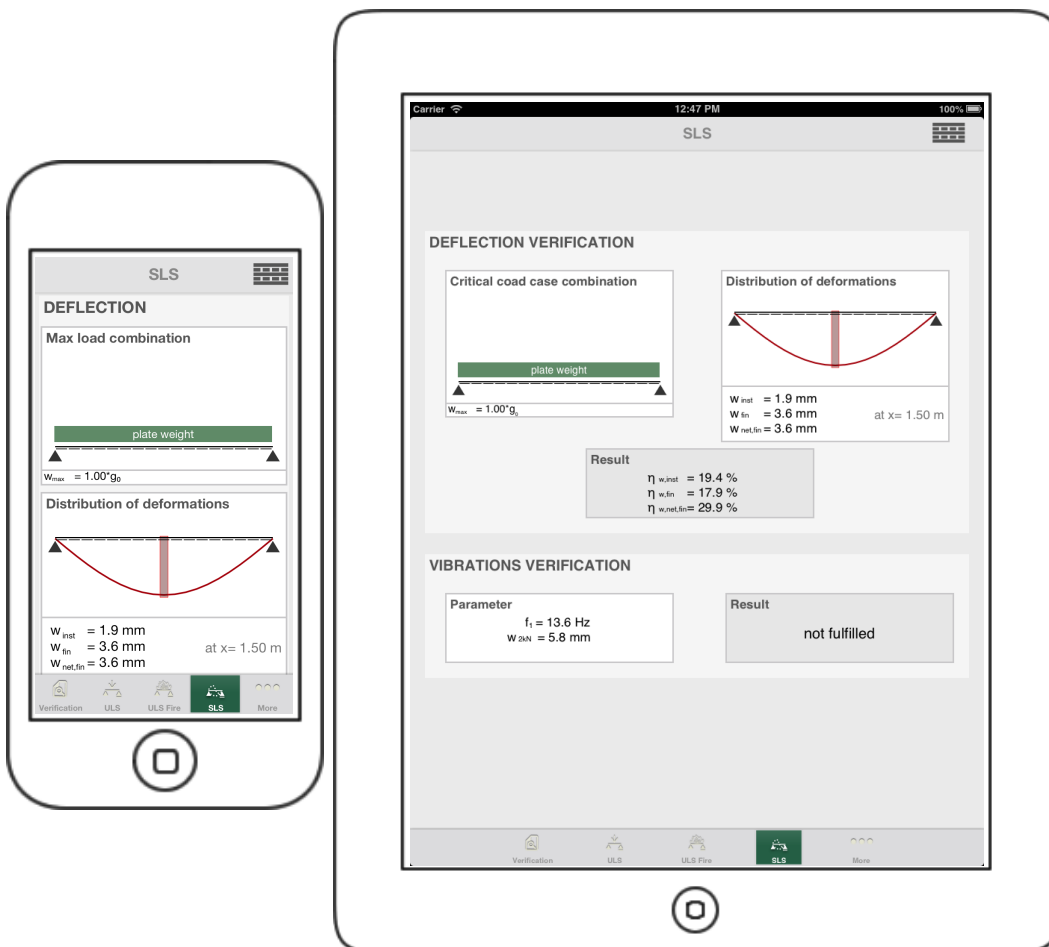 SLS
DEFLECTION
Max load combination
plate weight
wmax = 1.00*g0
Distribution of deformations
w inst = 1.9 mm
w fin = 3.6 mm
at x= 1.50 m
w net,fin = 3.6 mm
Verification ULS ULS Fire SLS More
Carrier 12:47 PM 100%
SLS
DEFLECTION VERIFICATION
Critical coad case combination
plate weight
wmax = 1.00*g0
Distribution of deformations
w inst = 1.9 mm
w fin = 3.6 mm
at x= 1.50 m
w net,fin = 3.6 mm
Result
η w,inst = 19.4 %
η w,fin = 17.9 %
η w,net,fin= 29.9 %
VIBRATIONS VERIFICATION
Parameter
f1 = 13.6 Hz
w 2kN = 5.8 mm
Result
not fulfilled
Verification ULS ULS Fire SLS More